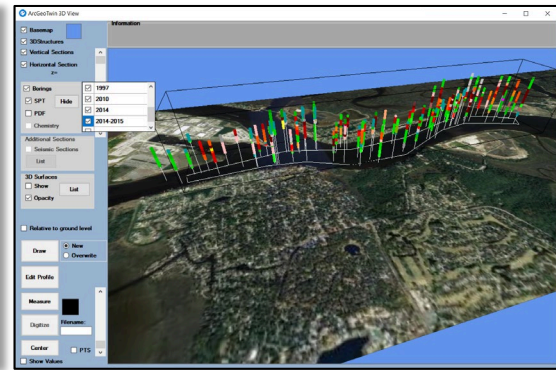 ArcGeoTwin 3D View
Information
Basemap
3DStructures
Vertical Sections
Horizontal Section
z=
Borings
SPT
Hide
PDF
Chemistry
1997
2010
2014
2014-2015
Additional Sections
Seismic Sections
List
3D Surfaces
Show
List
Opacity
Relative to ground level
Draw
New
Overwrite
Edit Profile
Measure
Digitize
Filename:
Center
PTS
Show Values